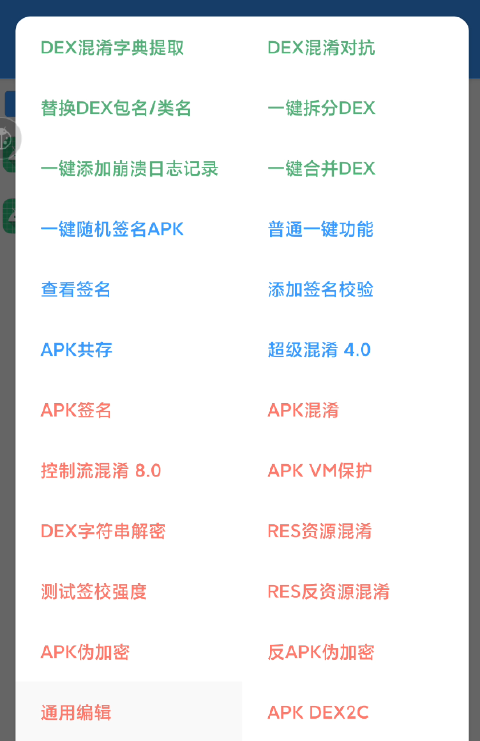 DEX混淆字典提取 DEX混淆对抗
替换DEX包名/类名 一键拆分DEX
一键添加崩溃日志记录 一键合并DEX
一键随机签名APK 普通一键功能
查看签名 添加签名校验
APK共存 超级混淆 4.0
APK签名 APK混淆
控制流混淆 8.0 APK VM保护
DEX字符串解密 RES资源混淆
测试签校强度 RES反资源混淆
APK伪加密 反APK伪加密
通用编辑 APK DEX2C